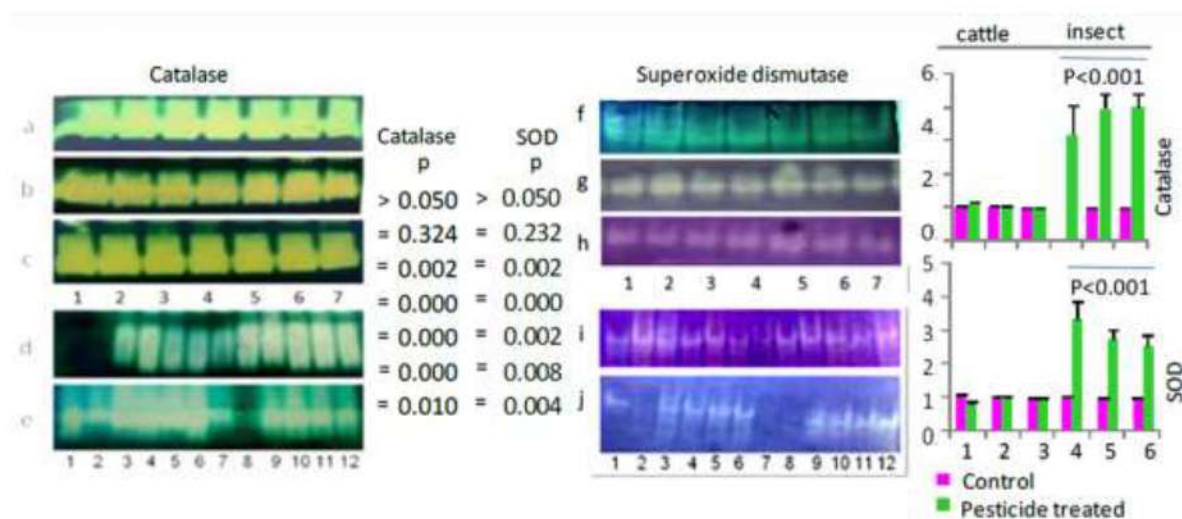 Catalase
a
b
c
1 2 3 4 5 6 7
d
e
1 2 3 4 5 6 7 8 9 10 11 12
Catalase SOD
p p
> 0.050 > 0.050
= 0.324 = 0.232
= 0.002 = 0.002
= 0.000 = 0.000
= 0.000 = 0.002
= 0.000 = 0.008
= 0.010 = 0.004
Superoxide dismutase
f
g
h
1 2 3 4 5 6 7
i
j
1 2 3 4 5 6 7 8 9 10 11 12
cattle insect
P<0.001
6
4
2
1
0
Catalase
P<0.001
5
4
3
2
1
0
SOD
1 2 3 4 5 6
Control
Pesticide treated